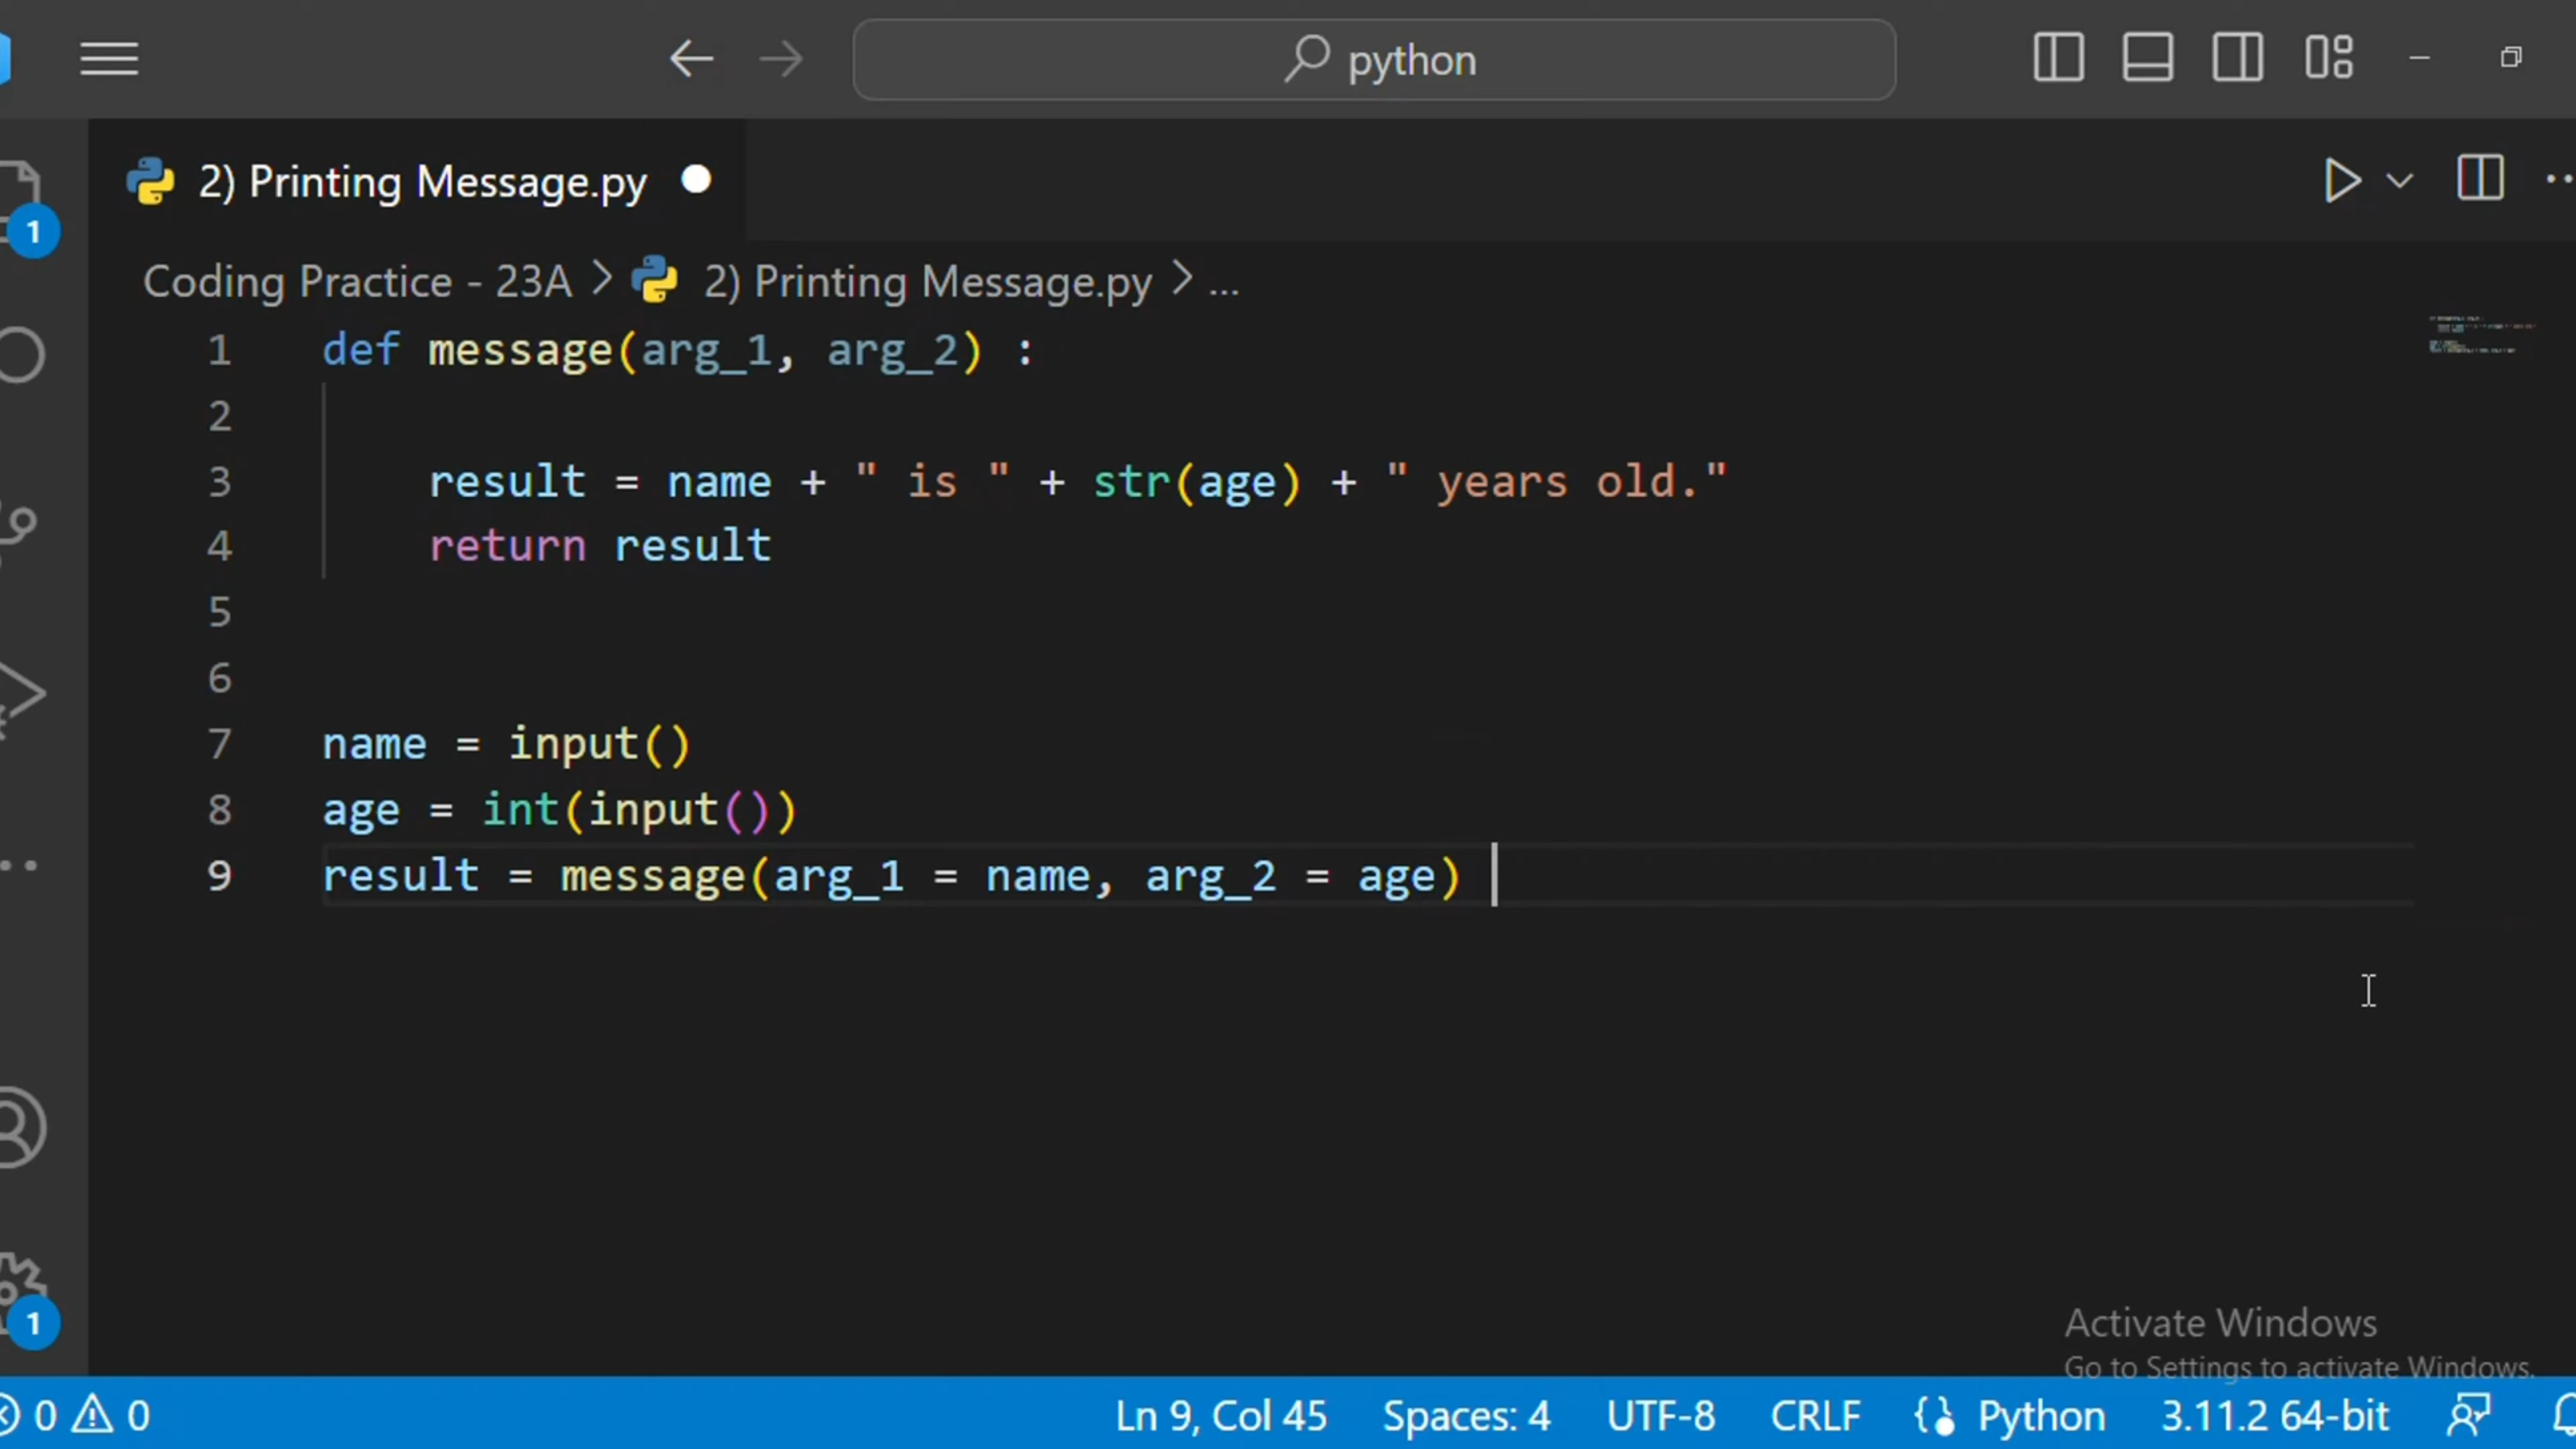 python
2) Printing Message.py
1
Coding Practice - 23A > 2) Printing Message.py > ...
1 def message(arg_1, arg_2) :
2
3 result = name + " is " + str(age) + " years old."
4 return result
5
6
7 name = input()
8 age = int(input())
9 result = message(arg_1 = name, arg_2 = age)
1
Activate Windows
Go to Settings to activate Windows.
0 0 Ln 9, Col 45 Spaces: 4 UTF-8 CRLF Python 3.11.2 64-bit